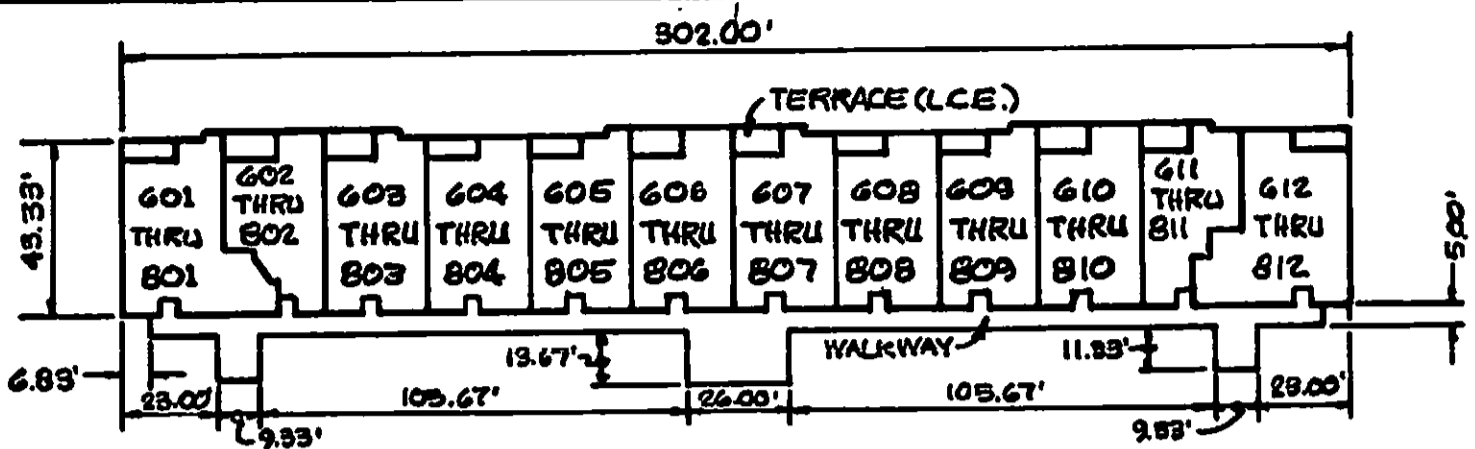 302.00'
TERRACE (L.C.E.)
43.33'
601 THRU 801
602 THRU 802
603 THRU 803
604 THRU 804
605 THRU 805
606 THRU 806
607 THRU 807
608 THRU 808
609 THRU 809
610 THRU 810
611 THRU 811
612 THRU 812
5.00'
13.67'
WALKWAY
11.33'
6.83'
23.00'
9.33'
105.67'
26.00'
105.67'
9.33'
23.00'